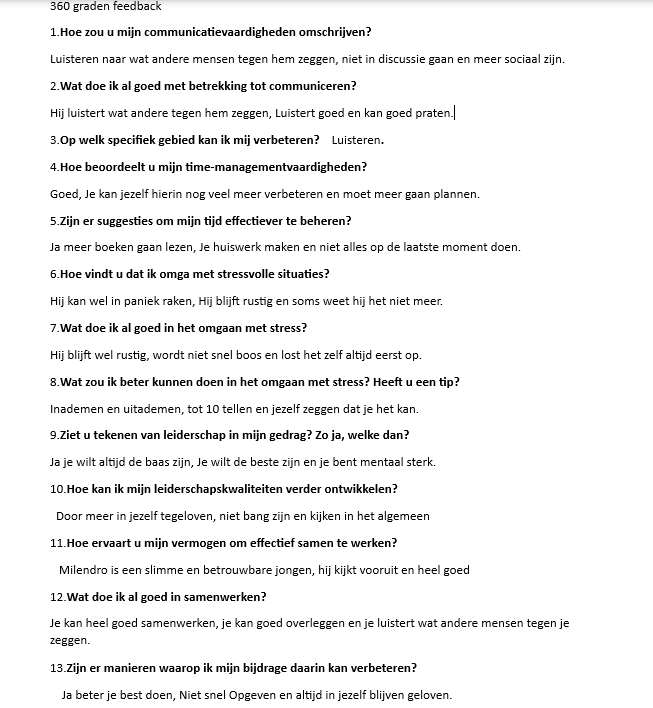 360 graden feedback
1.Hoe zou u mijn communicatievaardigheden omschrijven?
Luisteren naar wat andere mensen tegen hem zeggen, niet in discussie gaan en meer sociaal zijn.
2.Wat doe ik al goed met betrekking tot communiceren?
Hij luistert wat andere tegen hem zeggen, Luistert goed en kan goed praten.
3.Op welk specifiek gebied kan ik mij verbeteren? Luisteren.
4.Hoe beoordeelt u mijn time-managementvaardigheden?
Goed, Je kan jezelf hierin nog veel meer verbeteren en moet meer gaan plannen.
5.Zijn er suggesties om mijn tijd effectiever te beheren?
Ja meer boeken gaan lezen, Je huiswerk maken en niet alles op de laatste moment doen.
6.Hoe vindt u dat ik omga met stressvolle situaties?
Hij kan wel in paniek raken, Hij blijft rustig en soms weet hij het niet meer.
7.Wat doe ik al goed in het omgaan met stress?
Hij blijft wel rustig, wordt niet snel boos en lost het zelf altijd eerst op.
8.Wat zou ik beter kunnen doen in het omgaan met stress? Heeft u een tip?
Inademen en uitademen, tot 10 tellen en jezelf zeggen dat je het kan.
9.Ziet u tekenen van leiderschap in mijn gedrag? Zo ja, welke dan?
Ja je wilt altijd de baas zijn, Je wilt de beste zijn en je bent mentaal sterk.
10.Hoe kan ik mijn leiderschapskwaliteiten verder ontwikkelen?
Door meer in jezelf tegeloven, niet bang zijn en kijken in het algemeen
11.Hoe ervaart u mijn vermogen om effectief samen te werken?
Milendro is een slimme en betrouwbare jongen, hij kijkt vooruit en heel goed
12.Wat doe ik al goed in samenwerken?
Je kan heel goed samenwerken, je kan goed overleggen en je luistert wat andere mensen tegen je
zeggen.
13.Zijn er manieren waarop ik mijn bijdrage daarin kan verbeteren?
Ja beter je best doen, Niet snel Opgeven en altijd in jezelf blijven geloven.